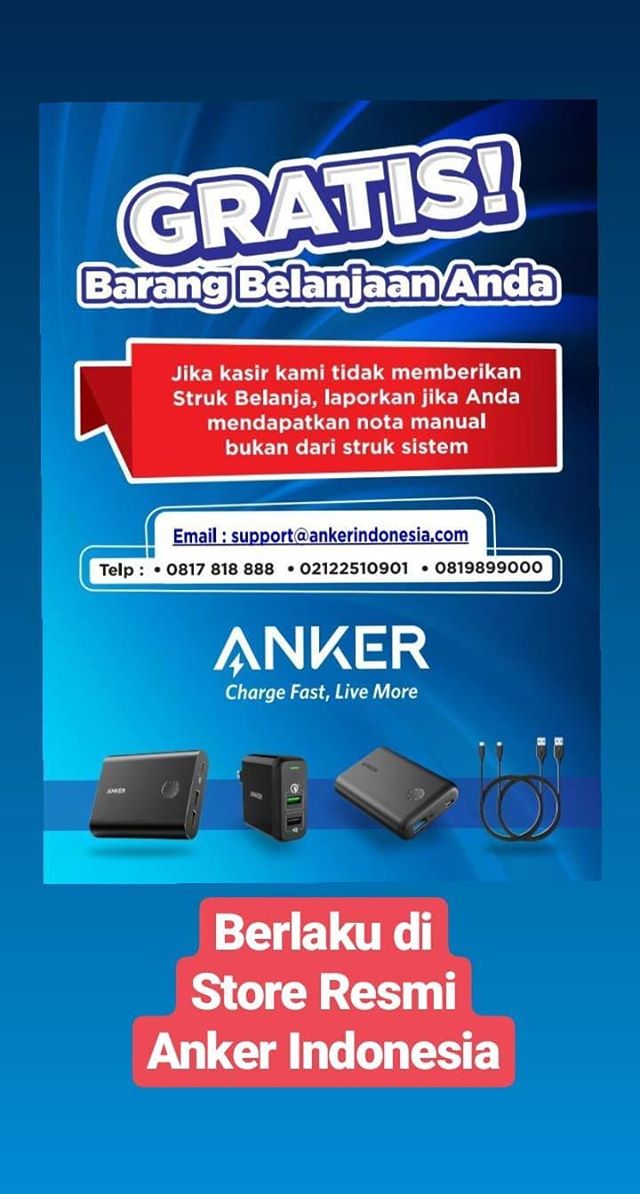 GRATIS!
Barang Belanjaan Anda
Jika kasir kami tidak memberikan
Struk Belanja, laporkan jika Anda
mendapatkan nota manual
bukan dari struk sistem
Email : support@ankerindonesia.com
Telp : • 0817 818 888 • 02122510901 • 0819899000
ANKER
Charge Fast, Live More
ANKER
ANKER
ANKER
Berlaku di
Store Resmi
Anker Indonesia